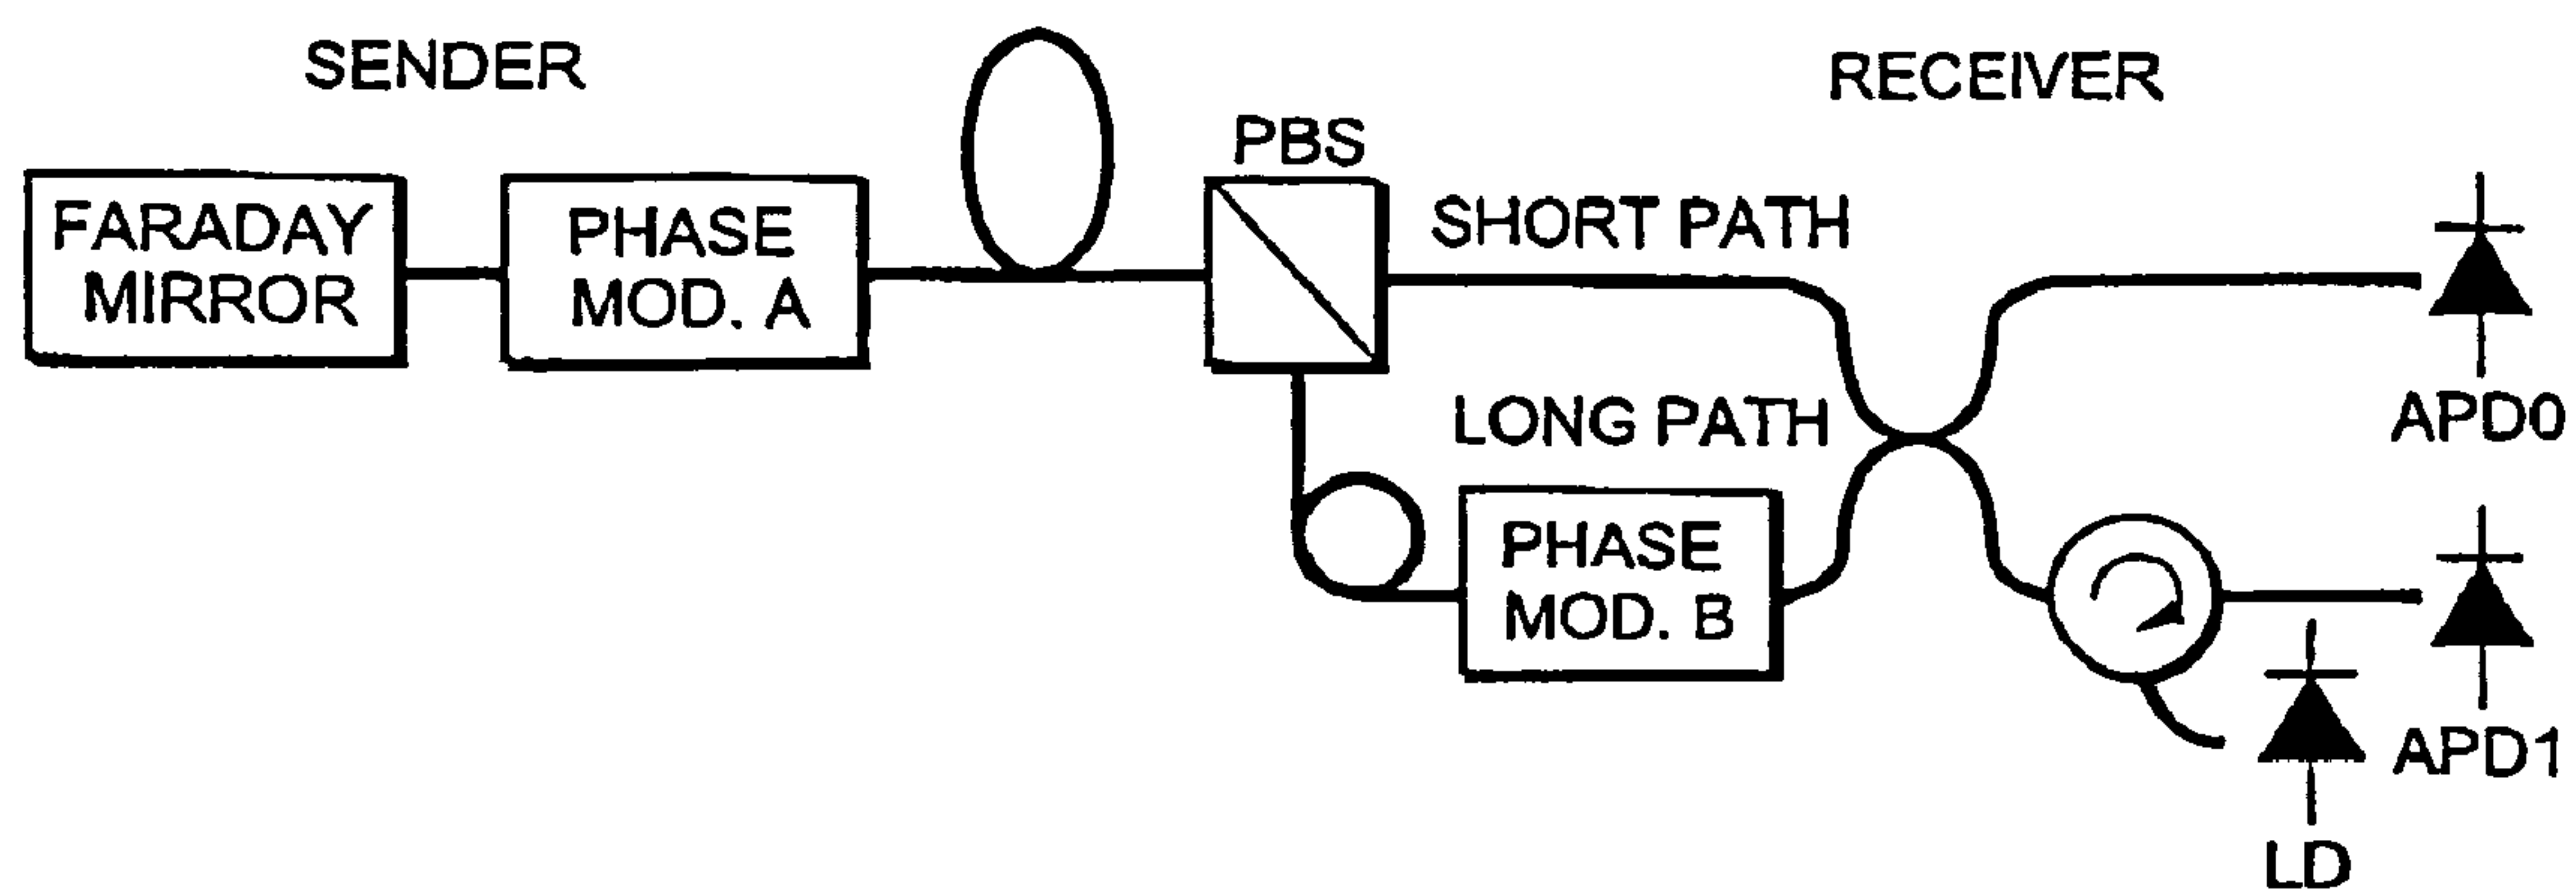 SENDER
RECEIVER
PBS
FARADAY
MIRROR
PHASE
MOD. A
SHORT PATH
APD0
LONG PATH
PHASE
MOD. B
APD1
LD